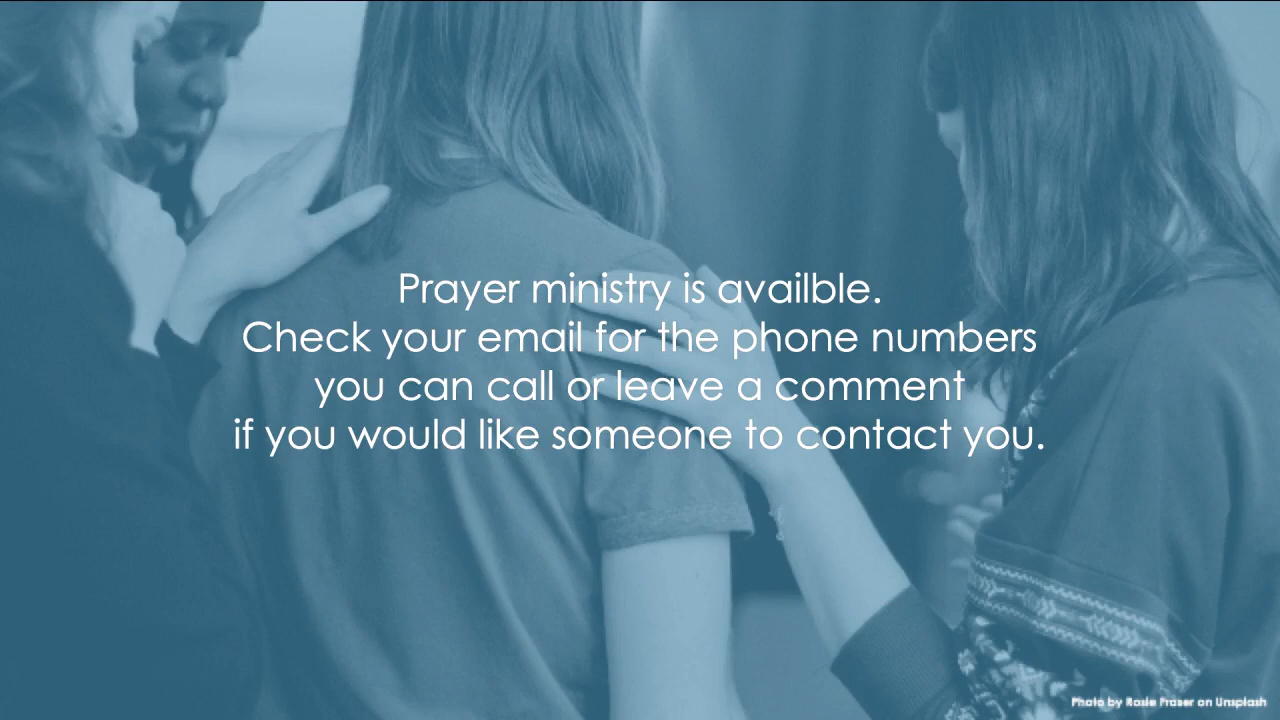 Prayer ministry is availble.
Check your email for the phone numbers
you can call or leave a comment
if you would like someone to contact you.
Photo by Rosie Fraser on Unsplash